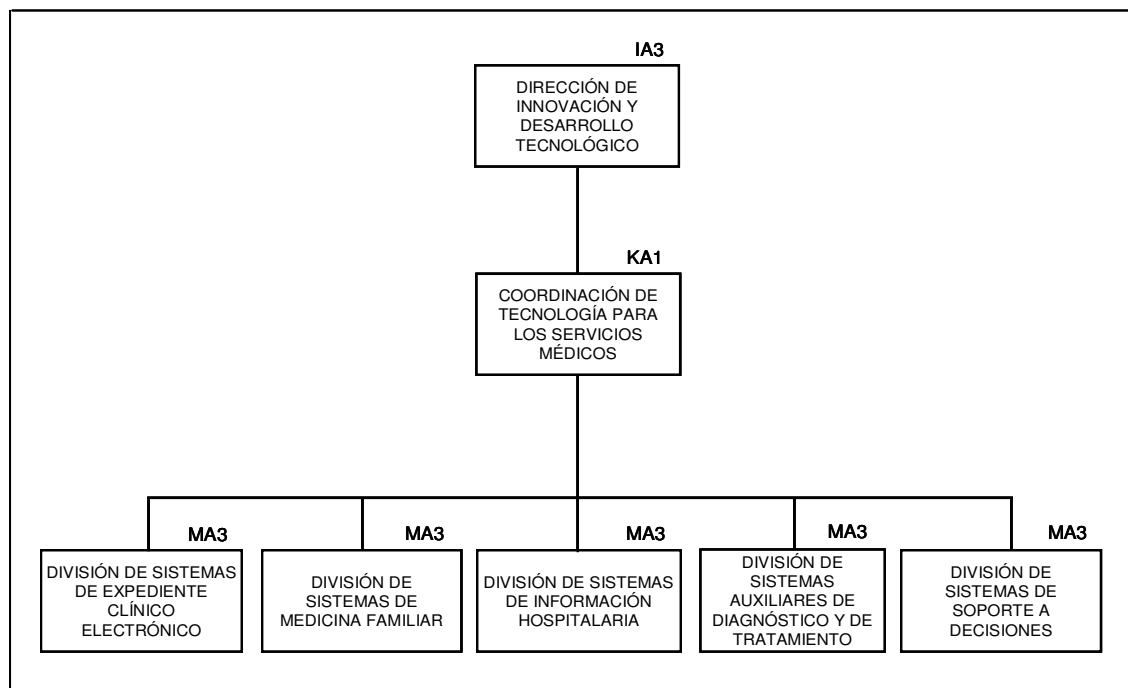 IA3
DIRECCIÓN DE
INNOVACIÓN Y
DESARROLLO
TECNOLÓGICO
KA1
COORDINACIÓN DE
TECNOLOGÍA PARA
LOS SERVICIOS
MÉDICOS
MA3
DIVISIÓN DE SISTEMAS
DE EXPEDIENTE
CLÍNICO
ELECTRÓNICO
MA3
DIVISIÓN DE
SISTEMAS DE
MEDICINA FAMILIAR
MA3
DIVISIÓN DE SISTEMAS
DE INFORMACIÓN
HOSPITALARIA
MA3
DIVISIÓN DE
SISTEMAS
AUXILIARES DE
DIAGNÓSTICO Y DE
TRATAMIENTO
MA3
DIVISIÓN DE
SISTEMAS DE
SOPORTE A
DECISIONES